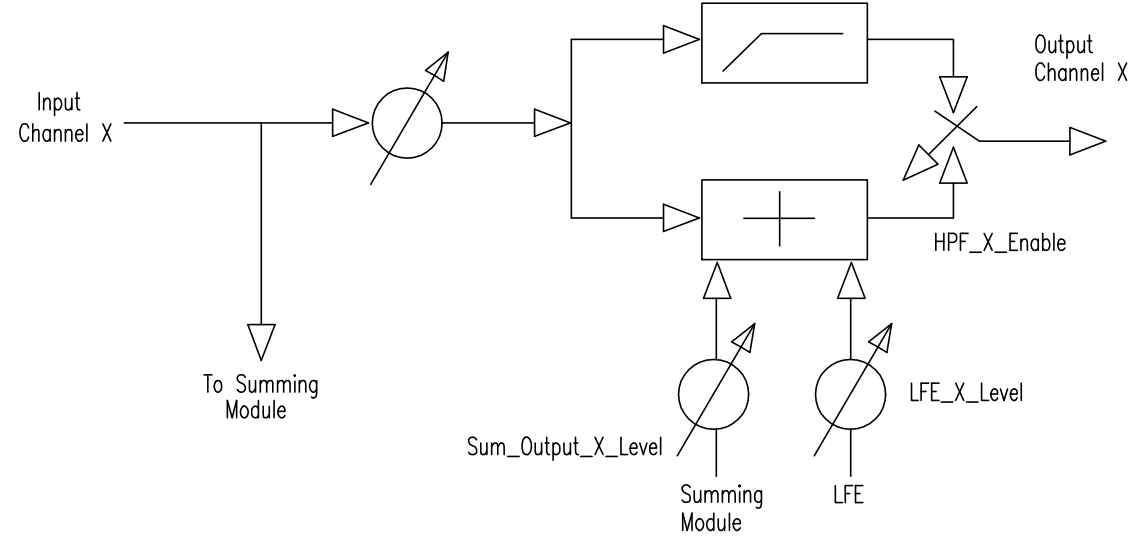 Input
Channel X
Output
Channel X
HPF_X_Enable
To Summing
Module
LFE_X_Level
Sum_Output_X_Level
Summing
Module
LFE